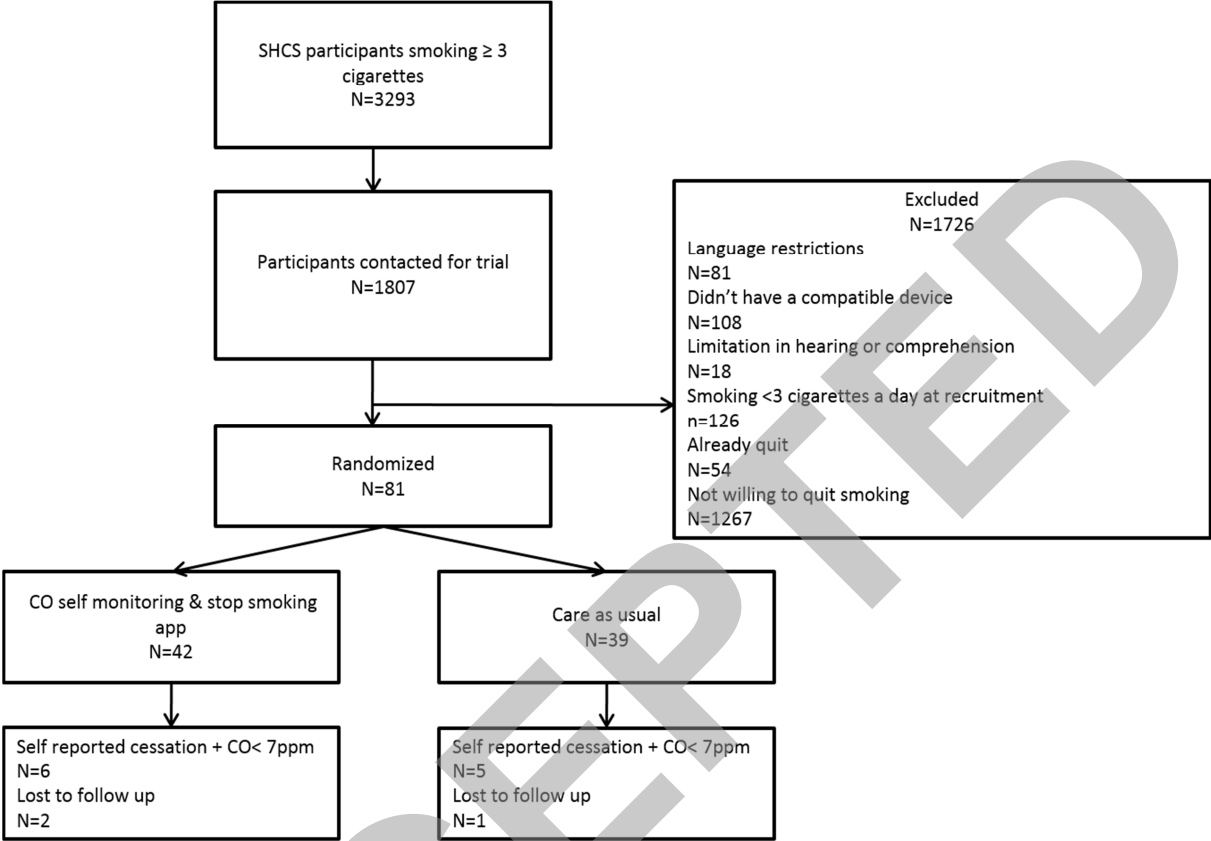 SHCS participants smoking ≥ 3
cigarettes
N=3293
Participants contacted for trial
N=1807
Excluded
N=1726
Language restrictions
N=81
Didn't have a compatible device
N=108
Limitation in hearing or comprehension
N=18
Smoking <3 cigarettes a day at recruitment
n=126
Already quit
N=54
Not willing to quit smoking
N=1267
Randomized
N=81
CO self monitoring & stop smoking
app
N=42
Care as usual
N=39
Self reported cessation + CO< 7ppm
N=6
Lost to follow up
N=2
Self reported cessation + CO< 7ppm
N=5
Lost to follow up
N=1
CEPTED